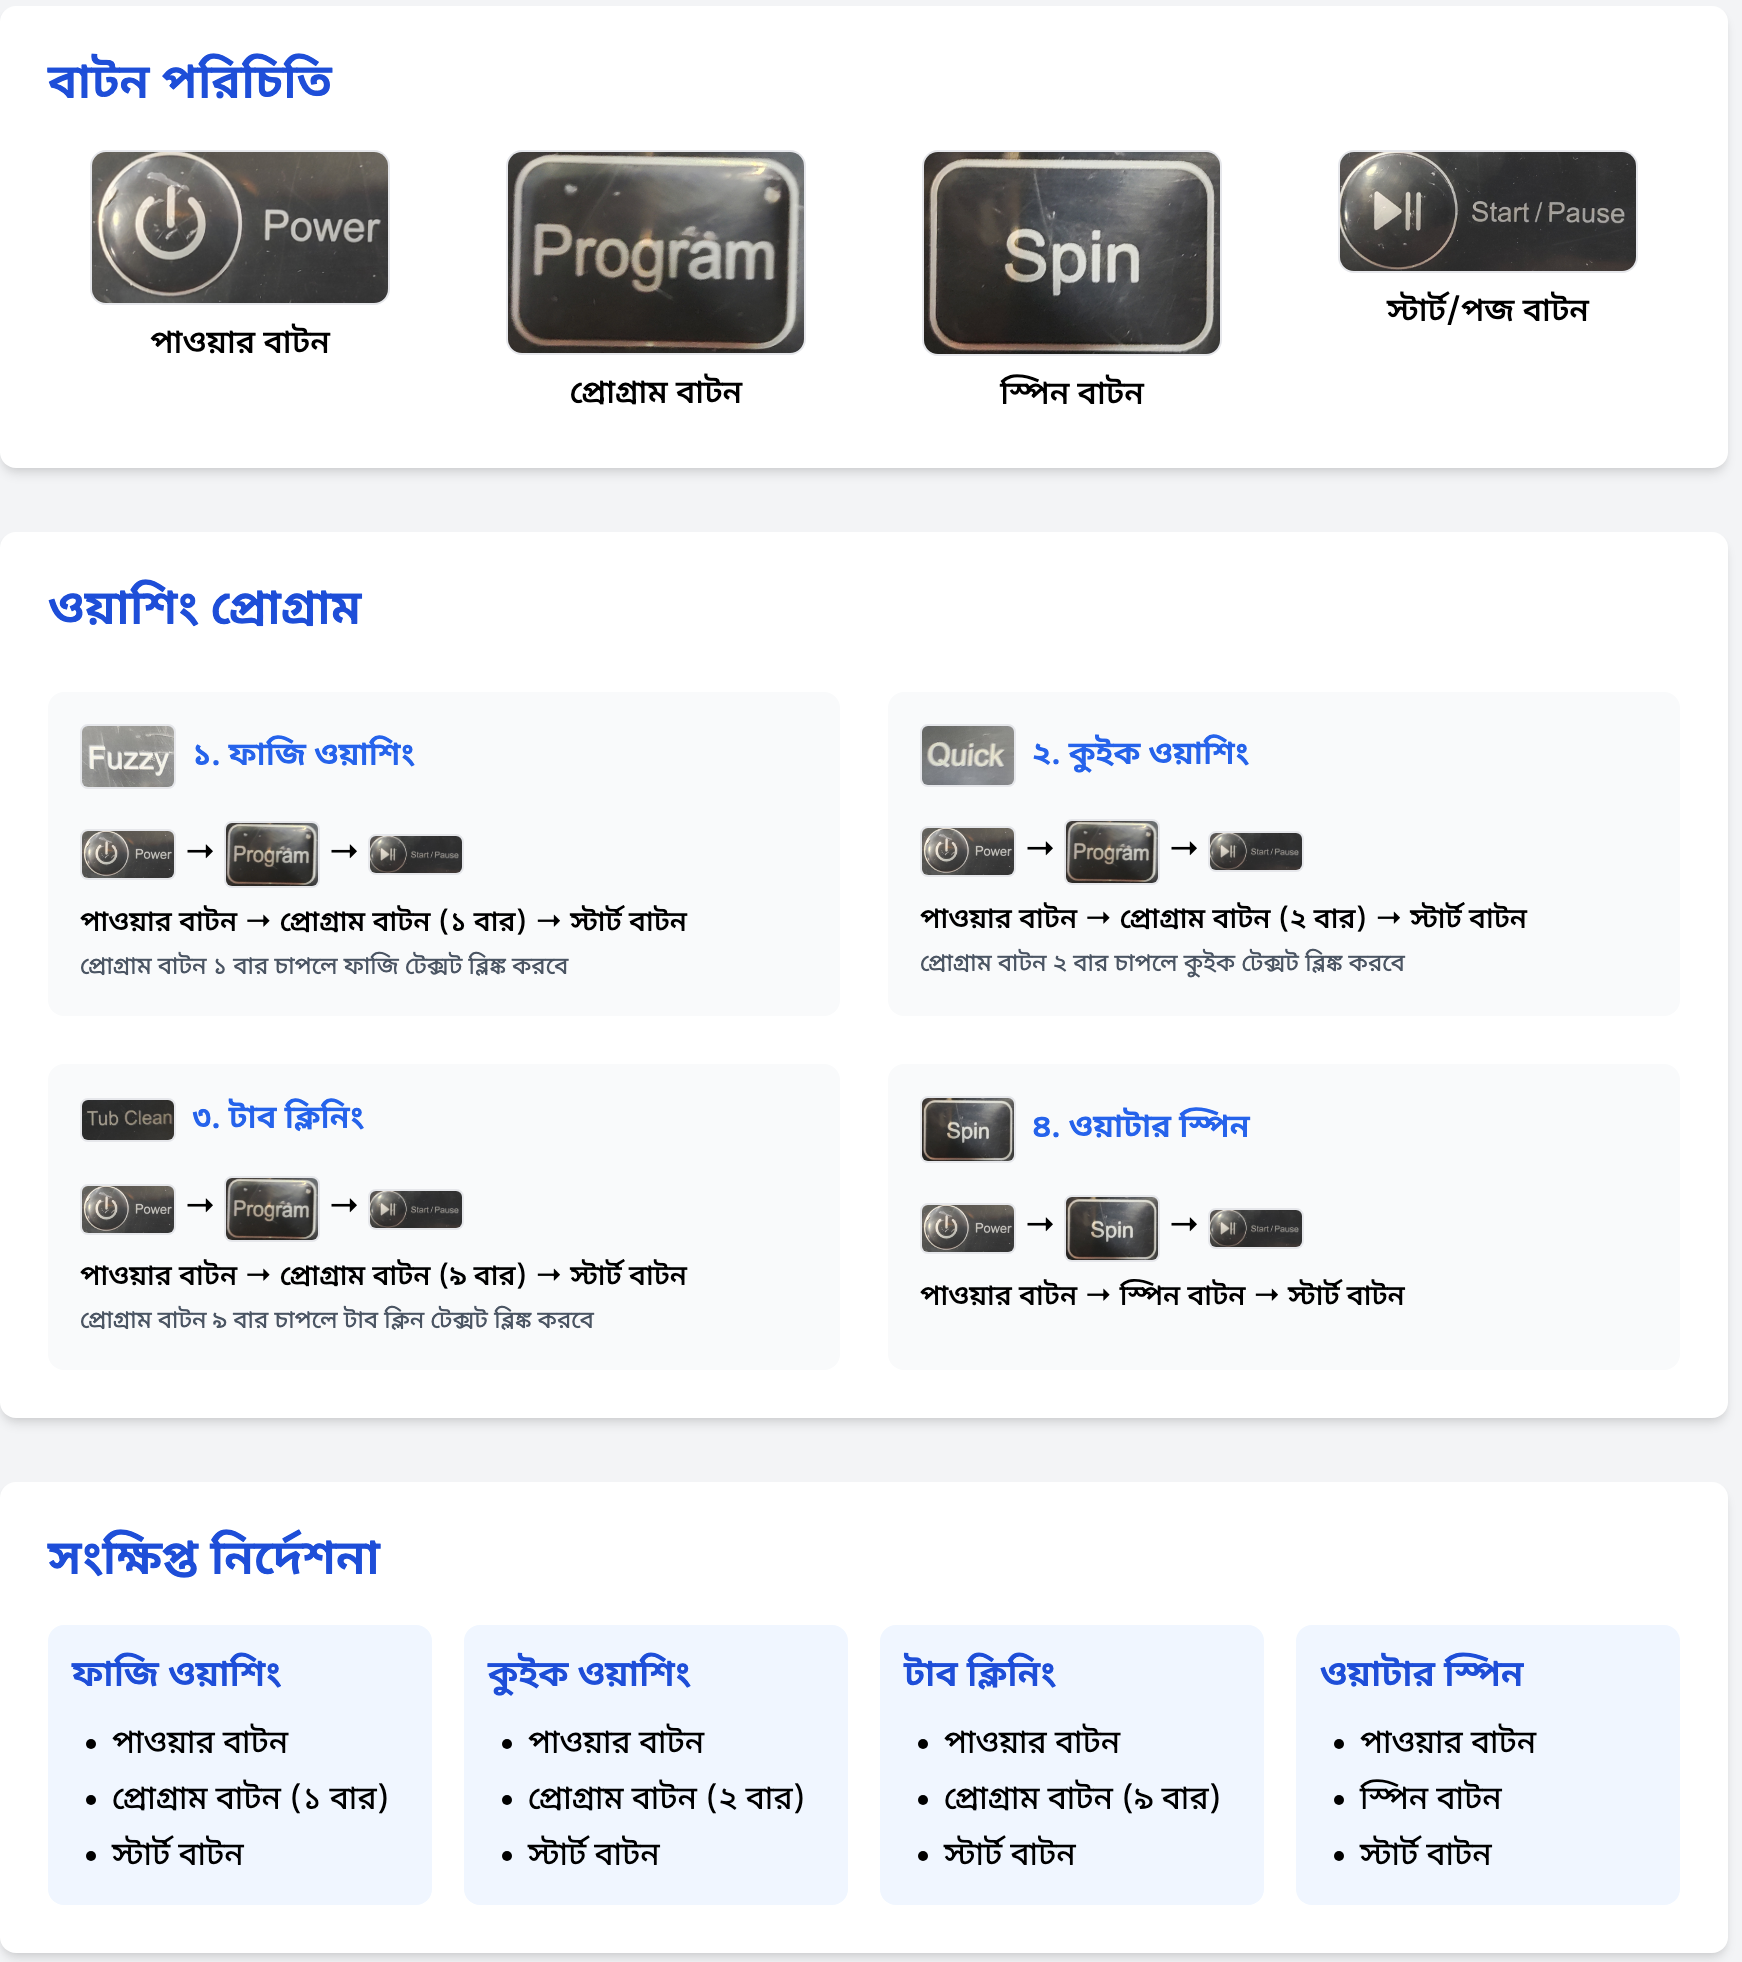 বাটন পরিচিতি
Power
Program
Spin
Start / Pause
পাওয়ার বাটন
প্রোগ্রাম বাটন
স্পিন বাটন
স্টার্ট/পজ বাটন
ওয়াশিং প্রোগ্রাম
Fuzzy ১. ফাজি ওয়াশিং
Power → Program → Start / Pause
পাওয়ার বাটন → প্রোগ্রাম বাটন (১ বার) → স্টার্ট বাটন
প্রোগ্রাম বাটন ১ বার চাপলে ফাজি টেক্সট ব্লিঙ্ক করবে
Quick ২. কুইক ওয়াশিং
Power → Program → Start / Pause
পাওয়ার বাটন → প্রোগ্রাম বাটন (২ বার) → স্টার্ট বাটন
প্রোগ্রাম বাটন ২ বার চাপলে কুইক টেক্সট ব্লিঙ্ক করবে
Tub Clean ৩. টাব ক্লিনিং
Power → Program → Start / Pause
পাওয়ার বাটন → প্রোগ্রাম বাটন (৯ বার) → স্টার্ট বাটন
প্রোগ্রাম বাটন ৯ বার চাপলে টাব ক্লিন টেক্সট ব্লিঙ্ক করবে
Spin ৪. ওয়াটার স্পিন
Power → Spin → Start / Pause
পাওয়ার বাটন → স্পিন বাটন → স্টার্ট বাটন
সংক্ষিপ্ত নির্দেশনা
ফাজি ওয়াশিং
• পাওয়ার বাটন
• প্রোগ্রাম বাটন (১ বার)
• স্টার্ট বাটন
কুইক ওয়াশিং
• পাওয়ার বাটন
• প্রোগ্রাম বাটন (২ বার)
• স্টার্ট বাটন
টাব ক্লিনিং
• পাওয়ার বাটন
• প্রোগ্রাম বাটন (৯ বার)
• স্টার্ট বাটন
ওয়াটার স্পিন
• পাওয়ার বাটন
• স্পিন বাটন
• স্টার্ট বাটন